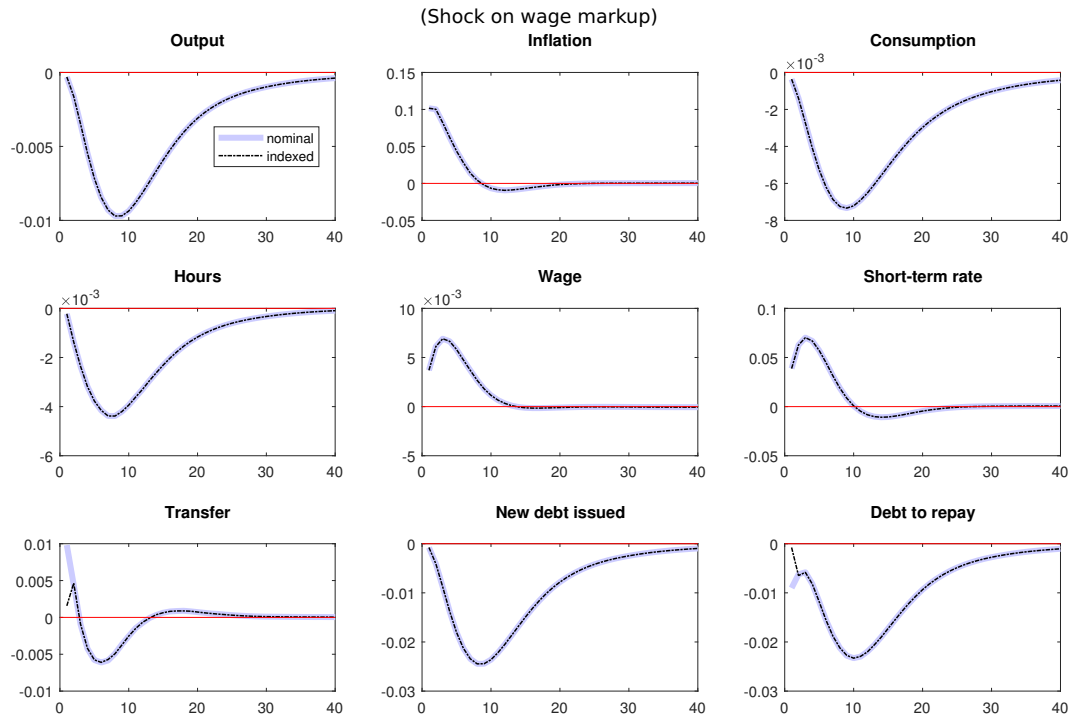 (Shock on wage markup)
Output
Inflation
Consumption
0
-0.005
-0.01
0 10 20 30 40
nominal
indexed
0.15
0.1
0.05
0
-0.05
0 10 20 30 40
×10⁻³
0
-2
-4
-6
-8
0 10 20 30 40
Hours
Wage
Short-term rate
×10⁻³
0
-2
-4
-6
0 10 20 30 40
×10⁻³
10
5
0
-5
0 10 20 30 40
0.1
0.05
0
-0.05
0 10 20 30 40
Transfer
New debt issued
Debt to repay
0.01
0.005
0
-0.005
-0.01
0 10 20 30 40
0
-0.01
-0.02
-0.03
0 10 20 30 40
0
-0.01
-0.02
-0.03
0 10 20 30 40